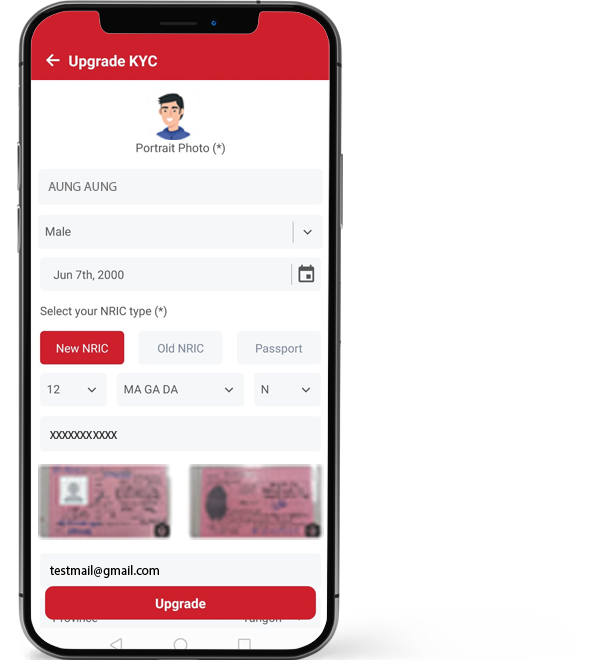 Upgrade KYC
Portrait Photo (*)
AUNG AUNG
Male
Jun 7th, 2000
Select your NRIC type (*)
New NRIC Old NRIC Passport
12 MA GA DA N
XXXXXXXXXXX
testmail@gmail.com
Upgrade
Province Yangon